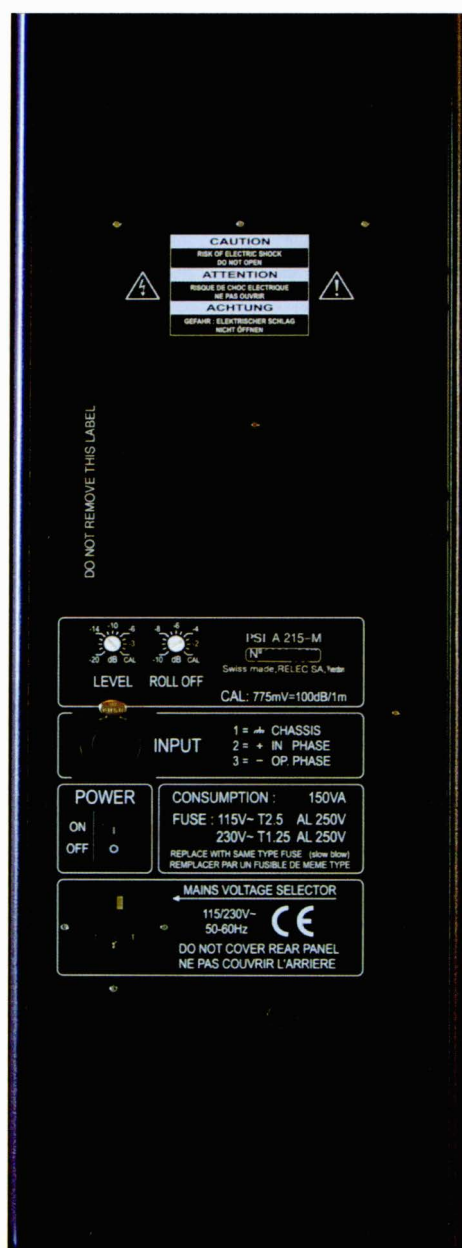 CAUTION
RISK OF ELECTRIC SHOCK
DO NOT OPEN
ATTENTION
RISQUE DE CHOC ELECTRIQUE
NE PAS OUVRIR
ACHTUNG
GEFAHR : ELEKTRISCHER SCHLAG
NICHT ÖFFNEN
DO NOT REMOVE THIS LABEL
-14 -10 -6
-3
-20 dB CAL
LEVEL
-8 -6 -4
-2
-10 dB CAL
ROLL OFF
PSI A 215-M
N°
Swiss made, RELEC SA,
CAL: 775mV=100dB/1m
INPUT
1 = CHASSIS
2 = + IN PHASE
3 = − OP. PHASE
POWER
ON I
OFF O
CONSUMPTION : 150VA
FUSE : 115V~ T2.5 AL 250V
230V~ T1.25 AL 250V
REPLACE WITH SAME TYPE FUSE (slow blow)
REMPLACER PAR UN FUSIBLE DE MEME TYPE
MAINS VOLTAGE SELECTOR
115/230V~
50-60Hz
CE
DO NOT COVER REAR PANEL
NE PAS COUVRIR L'ARRIERE